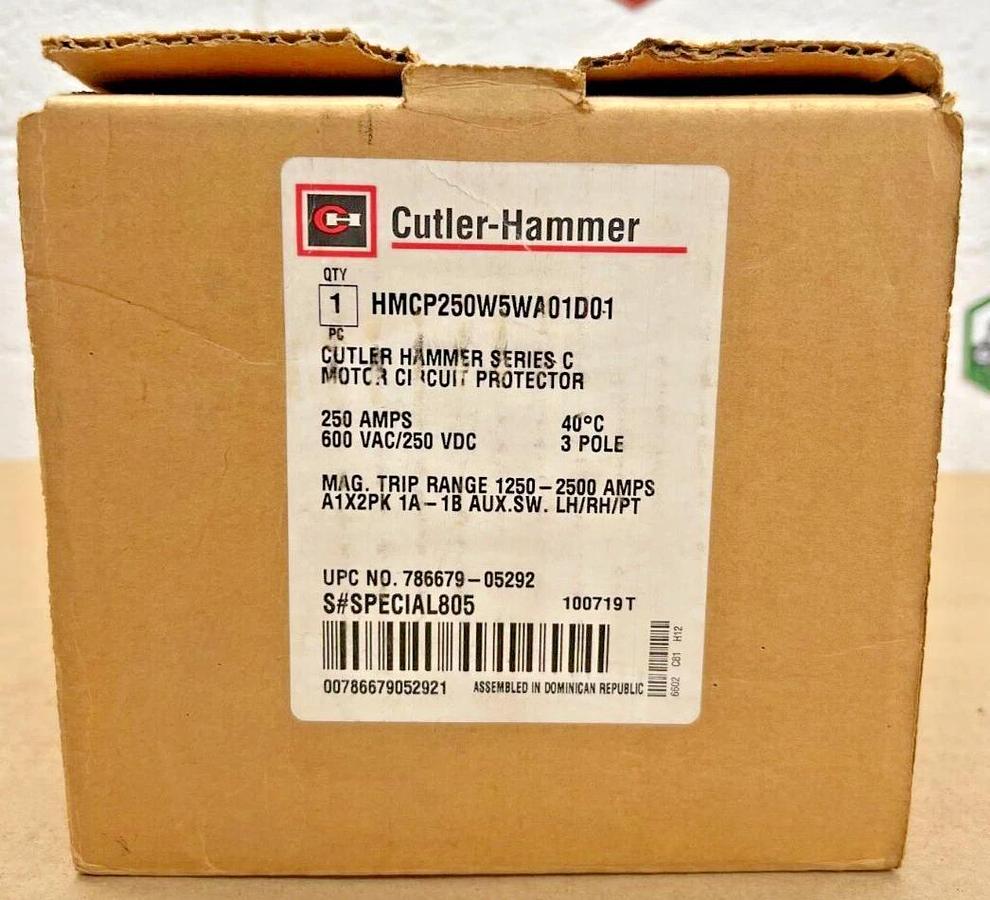 CH Cutler-Hammer
QTY
1 HMCP250W5WA01D01
PC
CUTLER HAMMER SERIES C
MOTOR CIRCUIT PROTECTOR
250 AMPS 40°C
600 VAC/250 VDC 3 POLE
MAG. TRIP RANGE 1250-2500 AMPS
A1X2PK 1A-1B AUX.SW. LH/RH/PT
UPC NO. 786679-05292
S#SPECIAL805 100719T
00786679052921 ASSEMBLED IN DOMINICAN REPUBLIC
6602 C81 H12